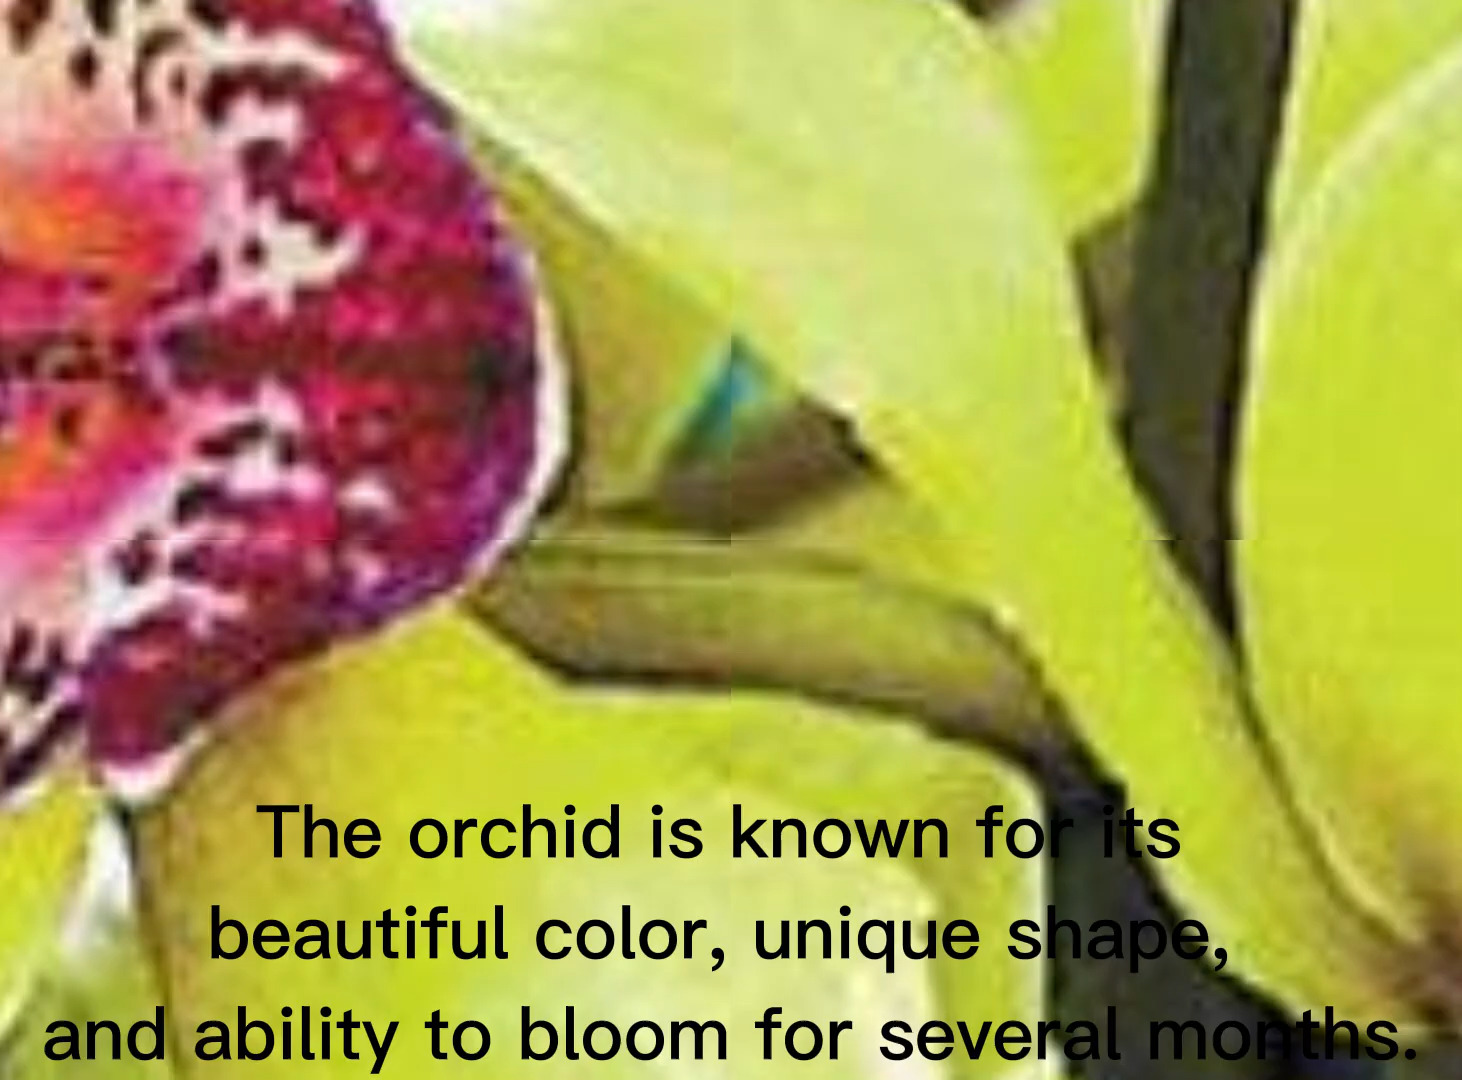 The orchid is known for its
beautiful color, unique shape,
and ability to bloom for several months.